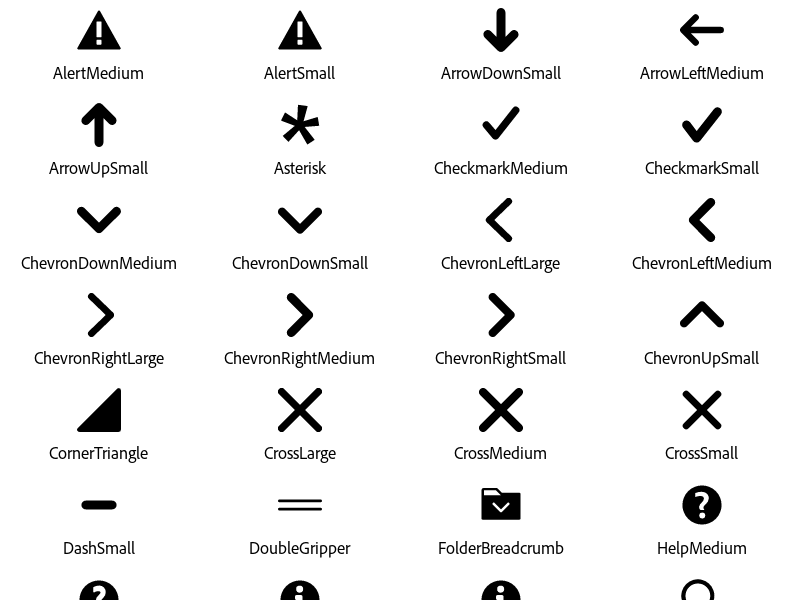 AlertMedium
AlertSmall
ArrowDownSmall
ArrowLeftMedium
ArrowUpSmall
Asterisk
CheckmarkMedium
CheckmarkSmall
ChevronDownMedium
ChevronDownSmall
ChevronLeftLarge
ChevronLeftMedium
ChevronRightLarge
ChevronRightMedium
ChevronRightSmall
ChevronUpSmall
CornerTriangle
CrossLarge
CrossMedium
CrossSmall
DashSmall
DoubleGripper
FolderBreadcrumb
HelpMedium